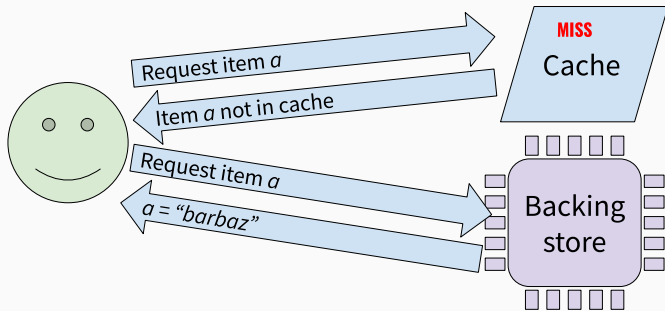 MISS
Cache
Request item a
Item a not in cache
Request item a
a = “barbaz”
Backing
store